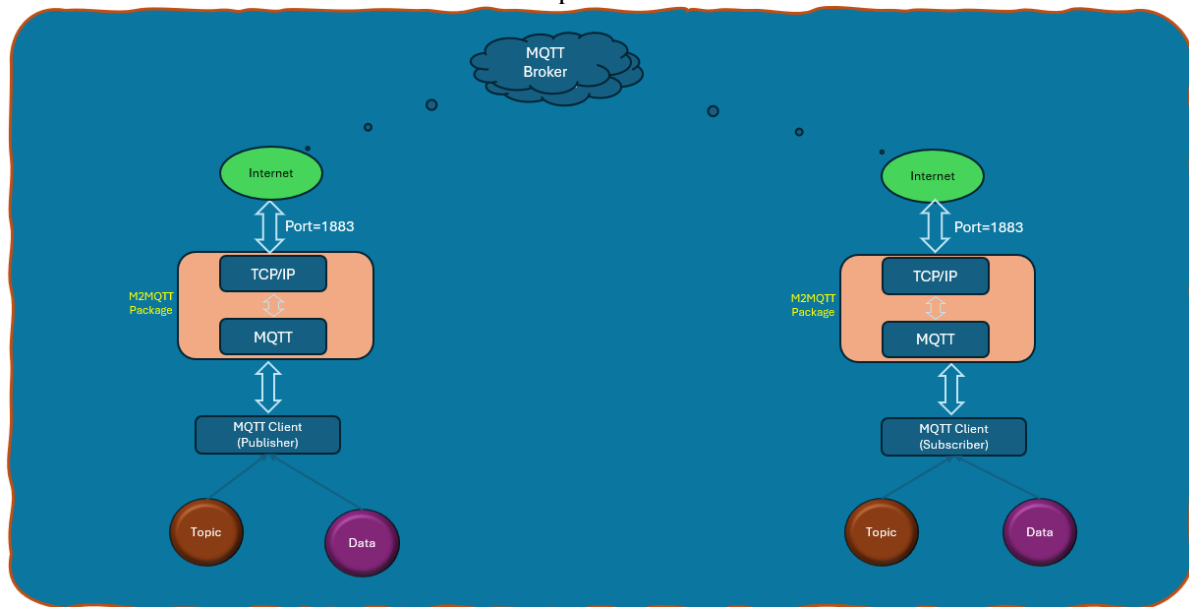 MQTT
Broker
Internet
Internet
Port=1883
Port=1883
TCP/IP
TCP/IP
M2MQTT
Package
M2MQTT
Package
MQTT
MQTT
MQTT Client
(Publisher)
MQTT Client
(Subscriber)
Topic
Data
Topic
Data